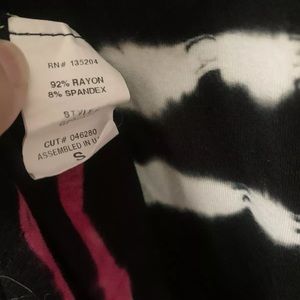 RN# 135204
92% RAYON
8% SPANDEX
CUT# 046280
ASSEMBLED IN
S